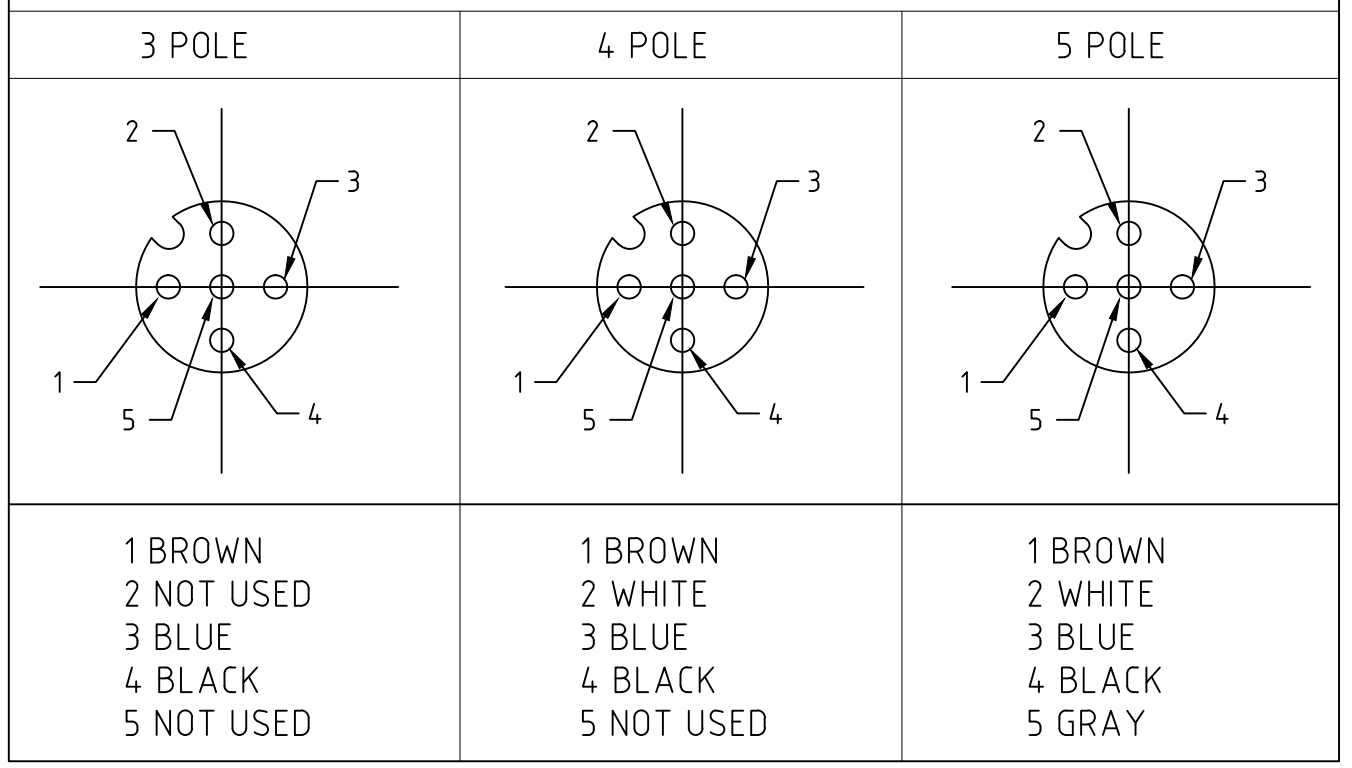 3 POLE
4 POLE
5 POLE
2
3
1
5
4
2
3
1
5
4
2
3
1
5
4
1 BROWN
2 NOT USED
3 BLUE
4 BLACK
5 NOT USED
1 BROWN
2 WHITE
3 BLUE
4 BLACK
5 NOT USED
1 BROWN
2 WHITE
3 BLUE
4 BLACK
5 GRAY